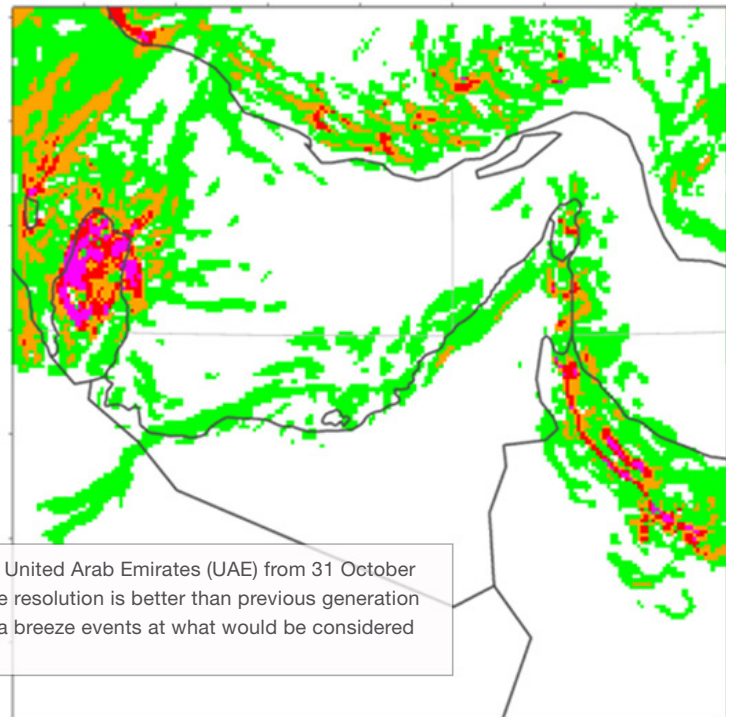 United Arab Emirates (UAE) from 31 October
e resolution is better than previous generation
a breeze events at what would be considered